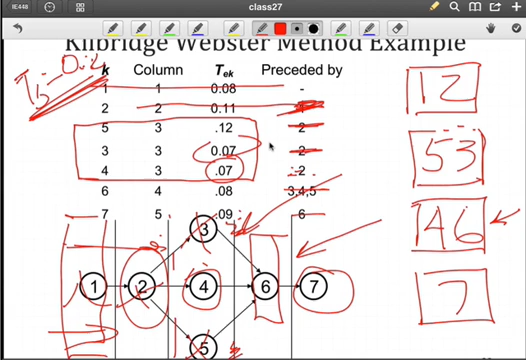 IE448
class27
Kilbridge Webster Method Example
k Column Tek Preceded by
1 1 0.08 -
2 2 0.11
5 3 .12 2
3 3 0.07 2
4 3 .07 2
6 4 .08 3,4,5
7 5 .09 6
12
53
46
7
3
1 2 4 6 7
5